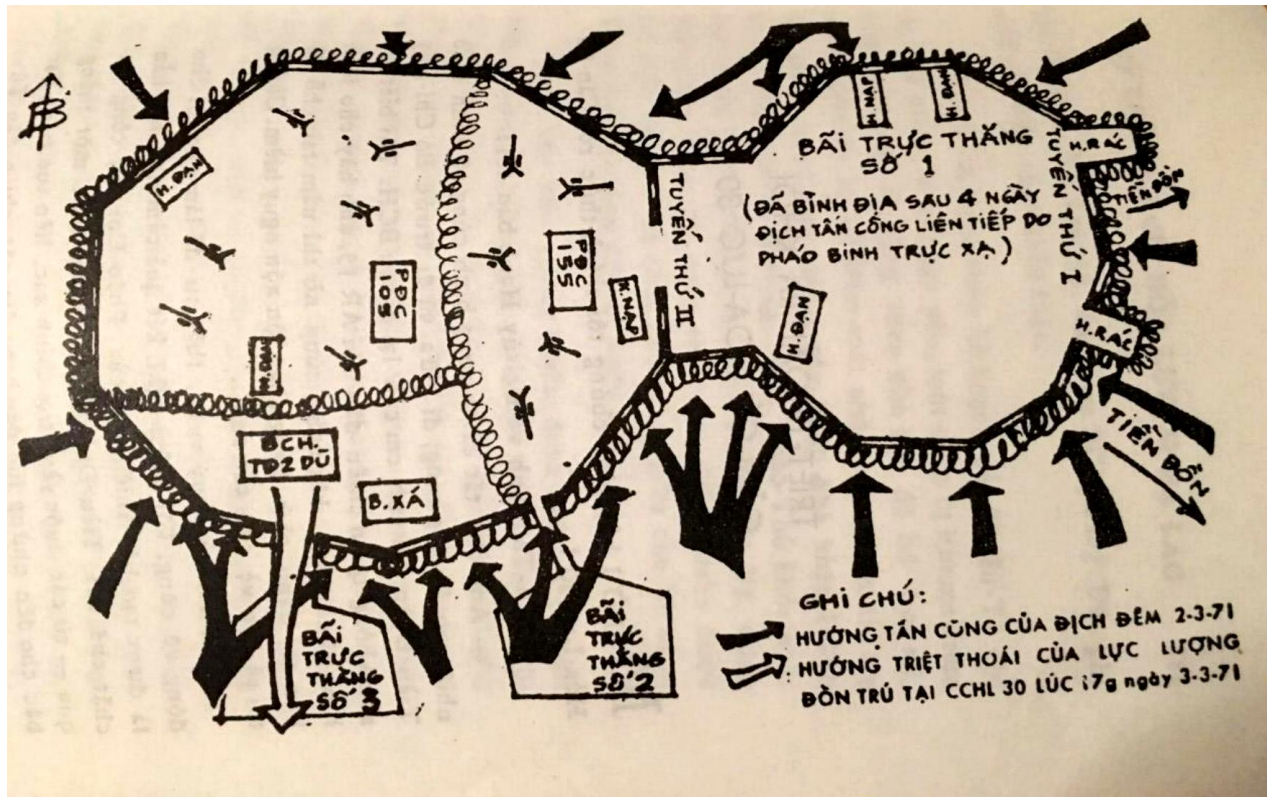 B
H. ĐẠN
PĐC
105
PĐC
155
H. NẠP
BCH.
TĐ2 DÙ
B. XÁ
TUYẾN THỨ II
H. NẠP
H. ĐẠN
BÃI TRỰC THĂNG
SỐ 1
(ĐÃ BÌNH ĐỊA SAU 4 NGÀY
ĐỊCH TẤN CÔNG LIÊN TIẾP DO
PHÁO BINH TRỰC XẠ)
TUYẾN THỨ I
H. RÁC
TIỀN ĐỒN
H. RÁC
TIỀN ĐỒN
BÃI
TRỰC
THĂNG
SỐ 3
BÃI
TRỰC
THĂNG
SỐ 2
GHI CHÚ:
HƯỚNG TẤN CÔNG CỦA ĐỊCH ĐÊM 2-3-71
HƯỚNG TRIỆT THOÁI CỦA LỰC LƯỢNG
ĐỒN TRÚ TẠI CCHL 30 LÚC 17g ngày 3-3-71